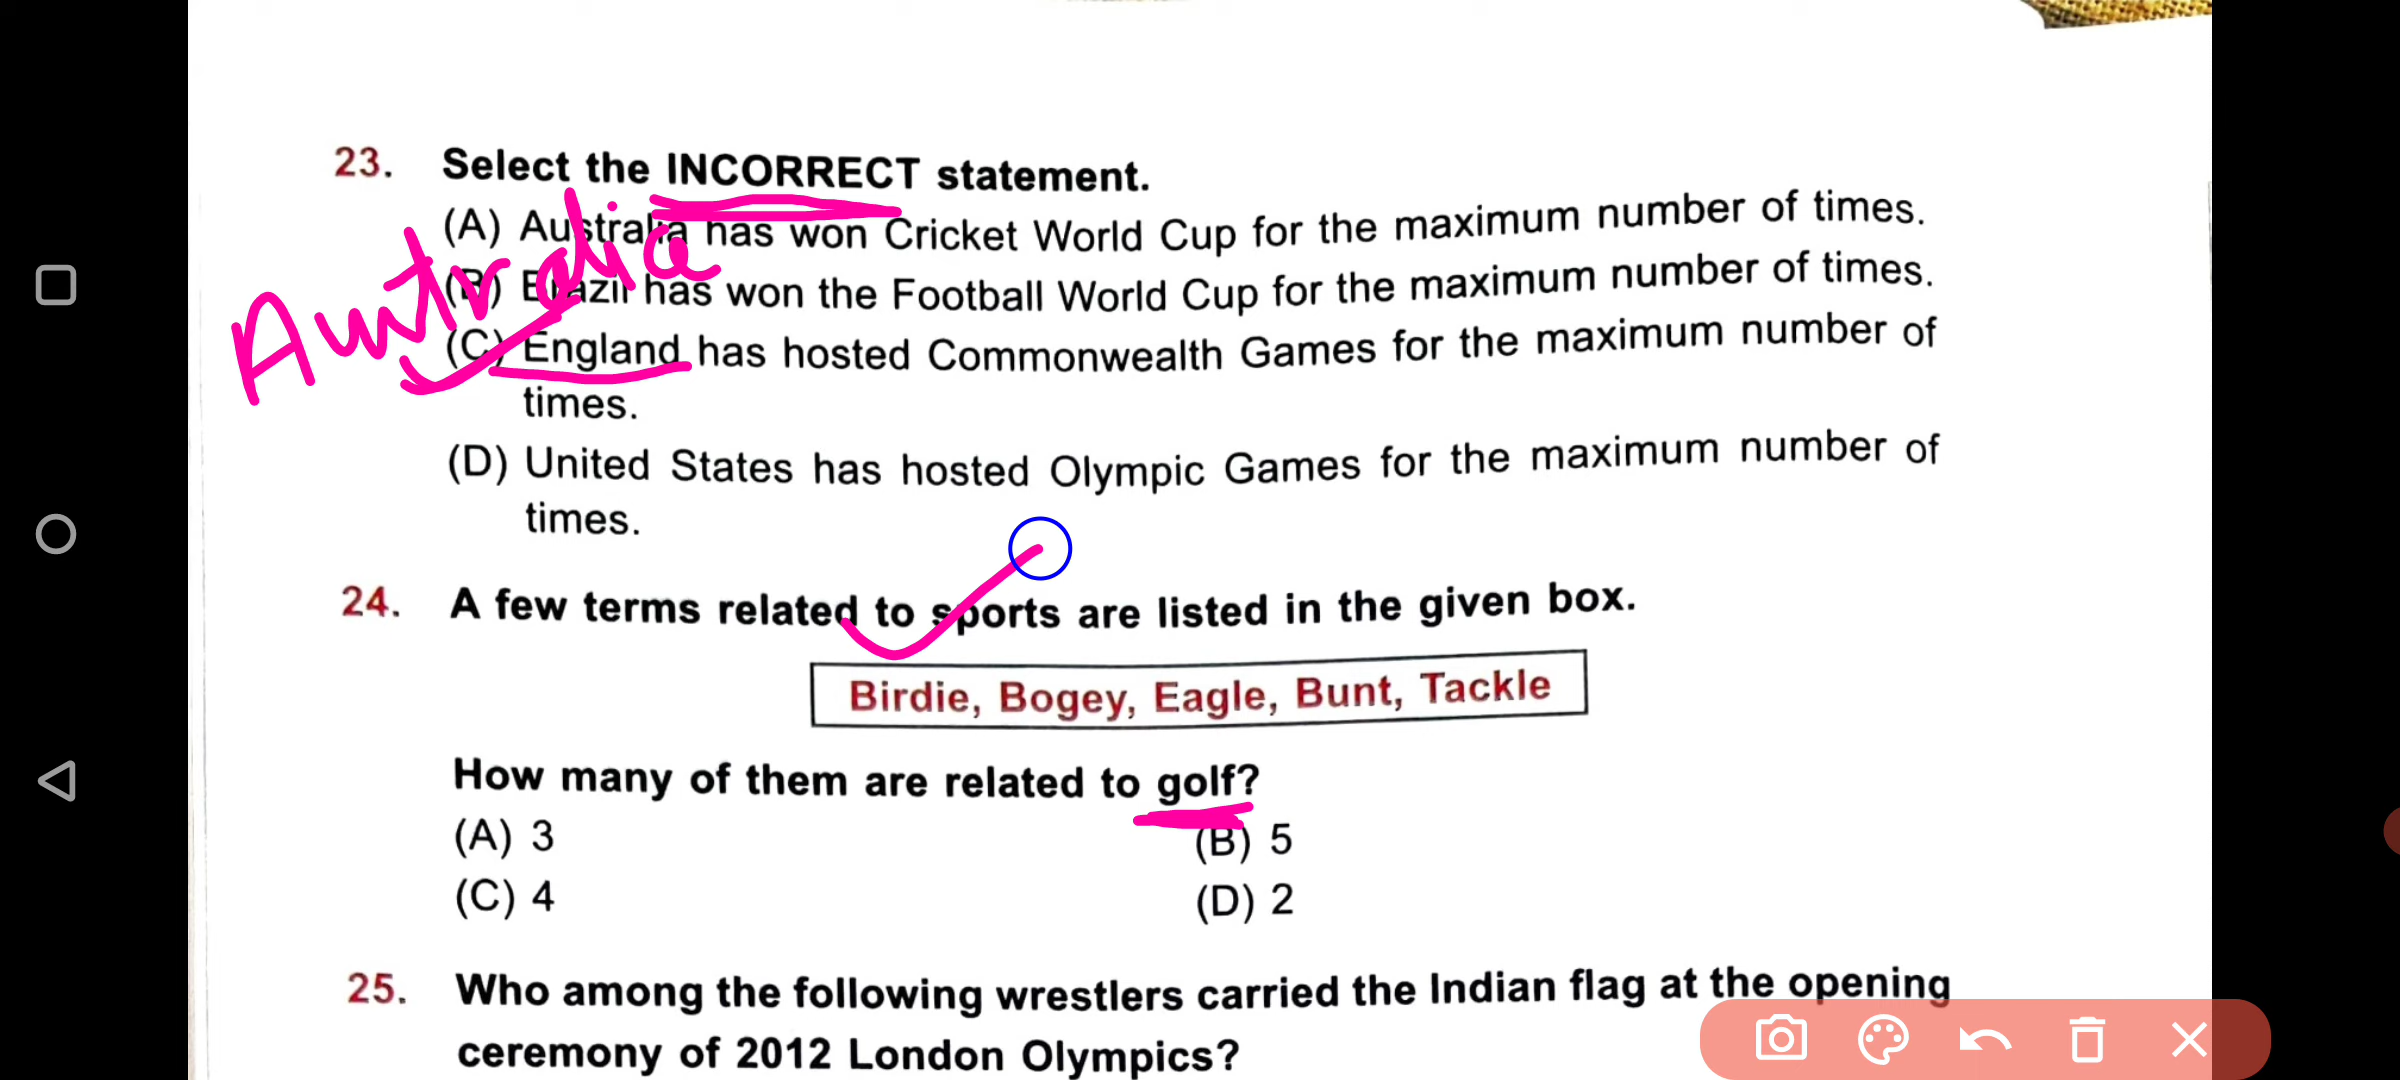 23. Select the INCORRECT statement.
(A) Australia has won Cricket World Cup for the maximum number of times.
(B) Brazil has won the Football World Cup for the maximum number of times.
(C) England has hosted Commonwealth Games for the maximum number of
times.
Australia
(D) United States has hosted Olympic Games for the maximum number of
times.
24. A few terms related to sports are listed in the given box.
Birdie, Bogey, Eagle, Bunt, Tackle
How many of them are related to golf?
(A) 3 (B) 5
(C) 4 (D) 2
25. Who among the following wrestlers carried the Indian flag at the opening
ceremony of 2012 London Olympics?